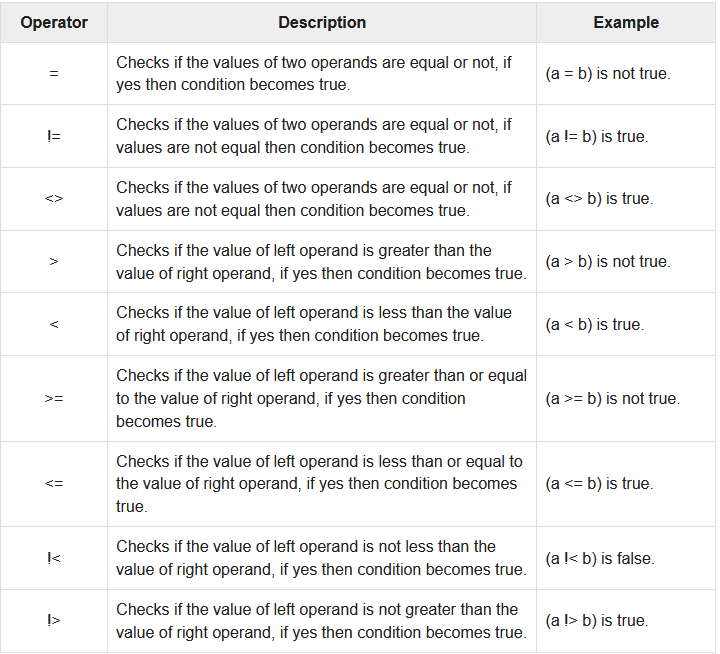 Operator Description Example
= Checks if the values of two operands are equal or not, if
yes then condition becomes true. (a = b) is not true.
!= Checks if the values of two operands are equal or not, if
values are not equal then condition becomes true. (a != b) is true.
<> Checks if the values of two operands are equal or not, if
values are not equal then condition becomes true. (a <> b) is true.
> Checks if the value of left operand is greater than the
value of right operand, if yes then condition becomes true. (a > b) is not true.
< Checks if the value of left operand is less than the value
of right operand, if yes then condition becomes true. (a < b) is true.
>= Checks if the value of left operand is greater than or equal
to the value of right operand, if yes then condition
becomes true. (a >= b) is not true.
<= Checks if the value of left operand is less than or equal to
the value of right operand, if yes then condition becomes
true. (a <= b) is true.
!< Checks if the value of left operand is not less than the
value of right operand, if yes then condition becomes true. (a !< b) is false.
!> Checks if the value of left operand is not greater than the
value of right operand, if yes then condition becomes true. (a !> b) is true.